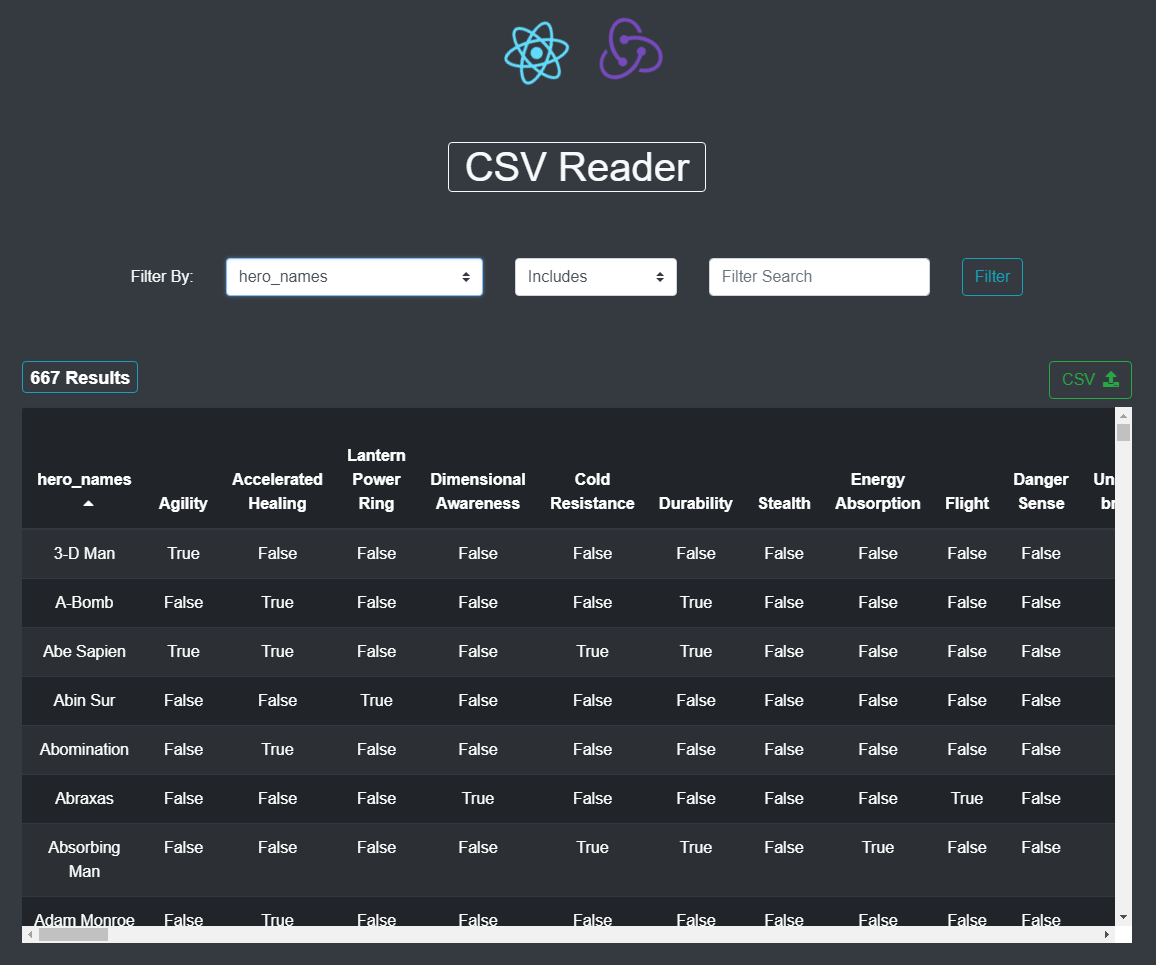 CSV Reader
Filter By: hero_names Includes Filter Search Filter
667 Results CSV
hero_names Agility Accelerated Healing Lantern Power Ring Dimensional Awareness Cold Resistance Durability Stealth Energy Absorption Flight Danger Sense
3-D Man True False False False False False False False False False
A-Bomb False True False False False True False False False False
Abe Sapien True True False False True True False False False False
Abin Sur False False True False False False False False False False
Abomination False True False False False False False False False False
Abraxas False False False True False False False False True False
Absorbing Man False False False False True True False True False False
Adam Monroe False True False False False False False False False False